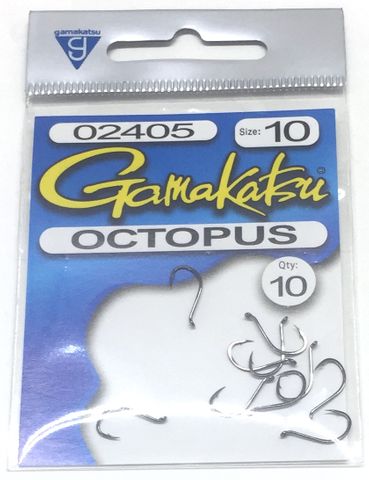 gamakatsu
g
02405
Size: 10
Gamakatsu
®
OCTOPUS
Qty:
10